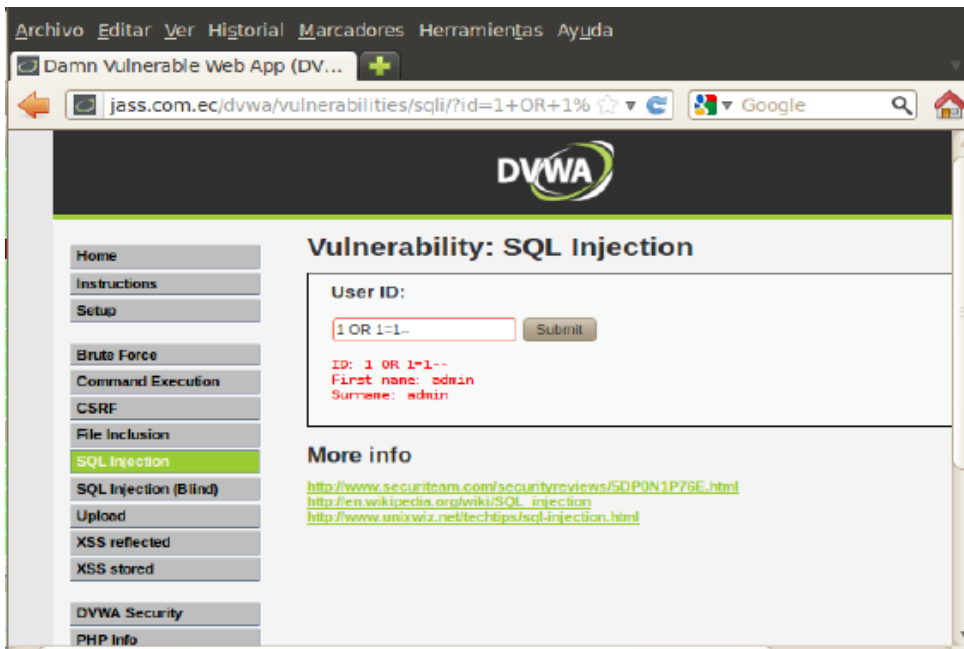 Archivo Editar Ver Historial Marcadores Herramientas Ayuda
Damn Vulnerable Web App (DV...
jass.com.ec/dvwa/vulnerabilities/sqli/?id=1+OR+1%
Google
DVWA
Home
Instructions
Setup
Brute Force
Command Execution
CSRF
File Inclusion
SQL Injection
SQL Injection (Blind)
Upload
XSS reflected
XSS stored
DVWA Security
PHP Info
Vulnerability: SQL Injection
User ID:
1 OR 1=1--
Submit
ID: 1 OR 1=1--
First name: admin
Surname: admin
More info
http://www.securiteam.com/securityreviews/5DP0N1P76E.html
http://en.wikipedia.org/wiki/SQL_injection
http://www.unixwiz.net/techtips/sql-injection.html